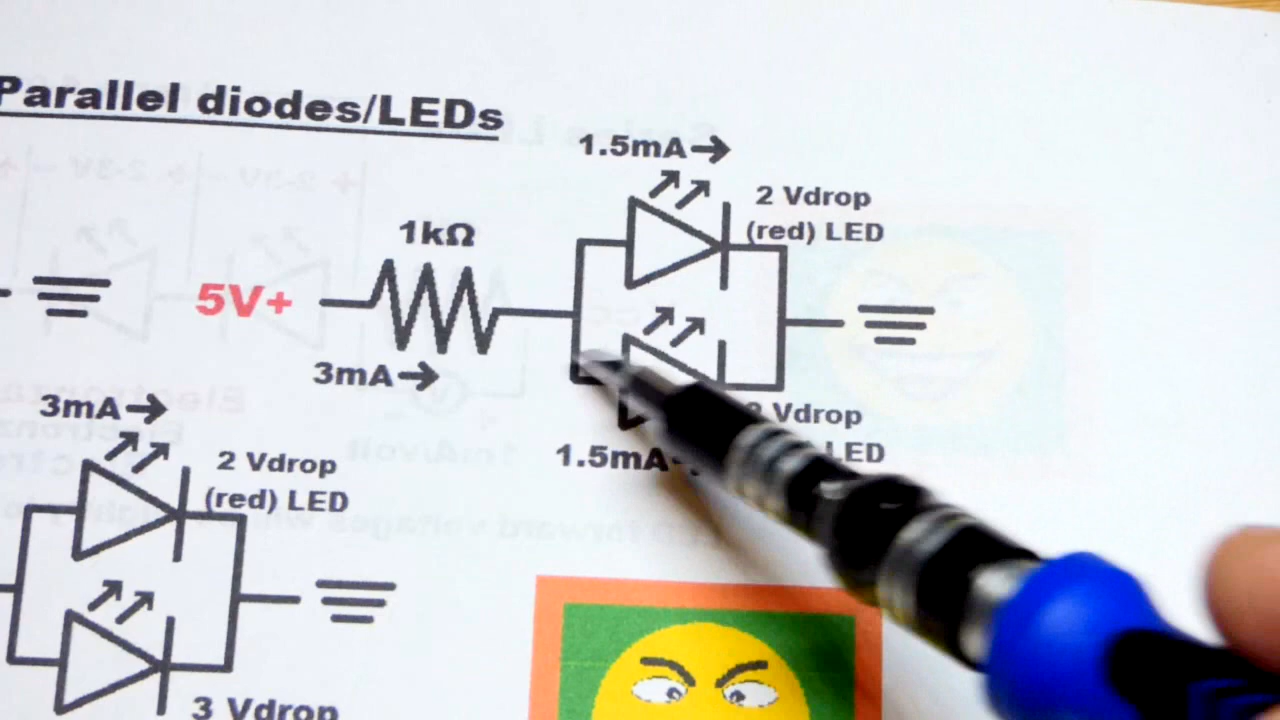 Parallel diodes/LEDs
1.5mA→
2 Vdrop
(red) LED
1kΩ
5V+
3mA→
Vdrop
LED
1.5mA
3mA→
2 Vdrop
(red) LED
3 Vdrop